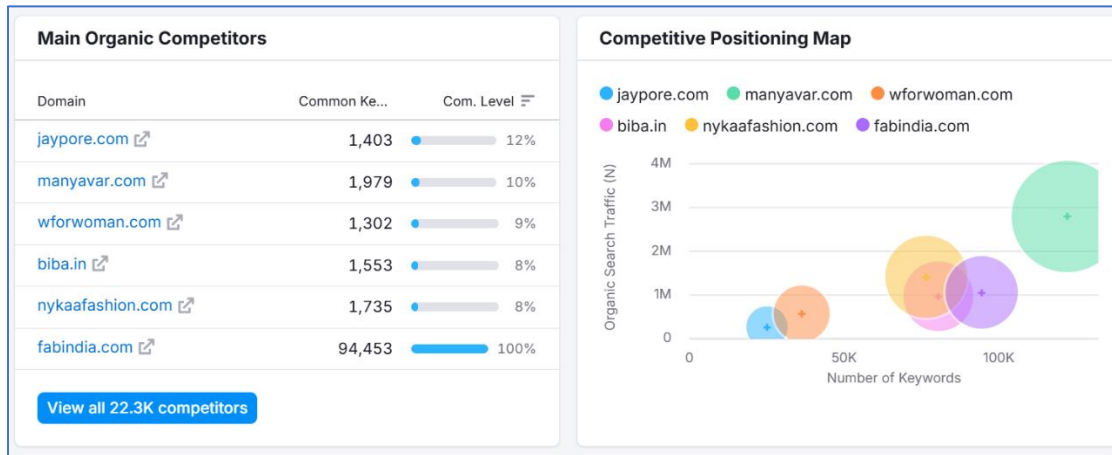 Main Organic Competitors
Domain Common Ke... Com. Level
jaypore.com 1,403 12%
manyavar.com 1,979 10%
wforwoman.com 1,302 9%
biba.in 1,553 8%
nykaafashion.com 1,735 8%
fabindia.com 94,453 100%
View all 22.3K competitors
Competitive Positioning Map
jaypore.com manyavar.com wforwoman.com
biba.in nykaafashion.com fabindia.com
Organic Search Traffic (N)
4M
3M
2M
1M
0
0 50K 100K
Number of Keywords